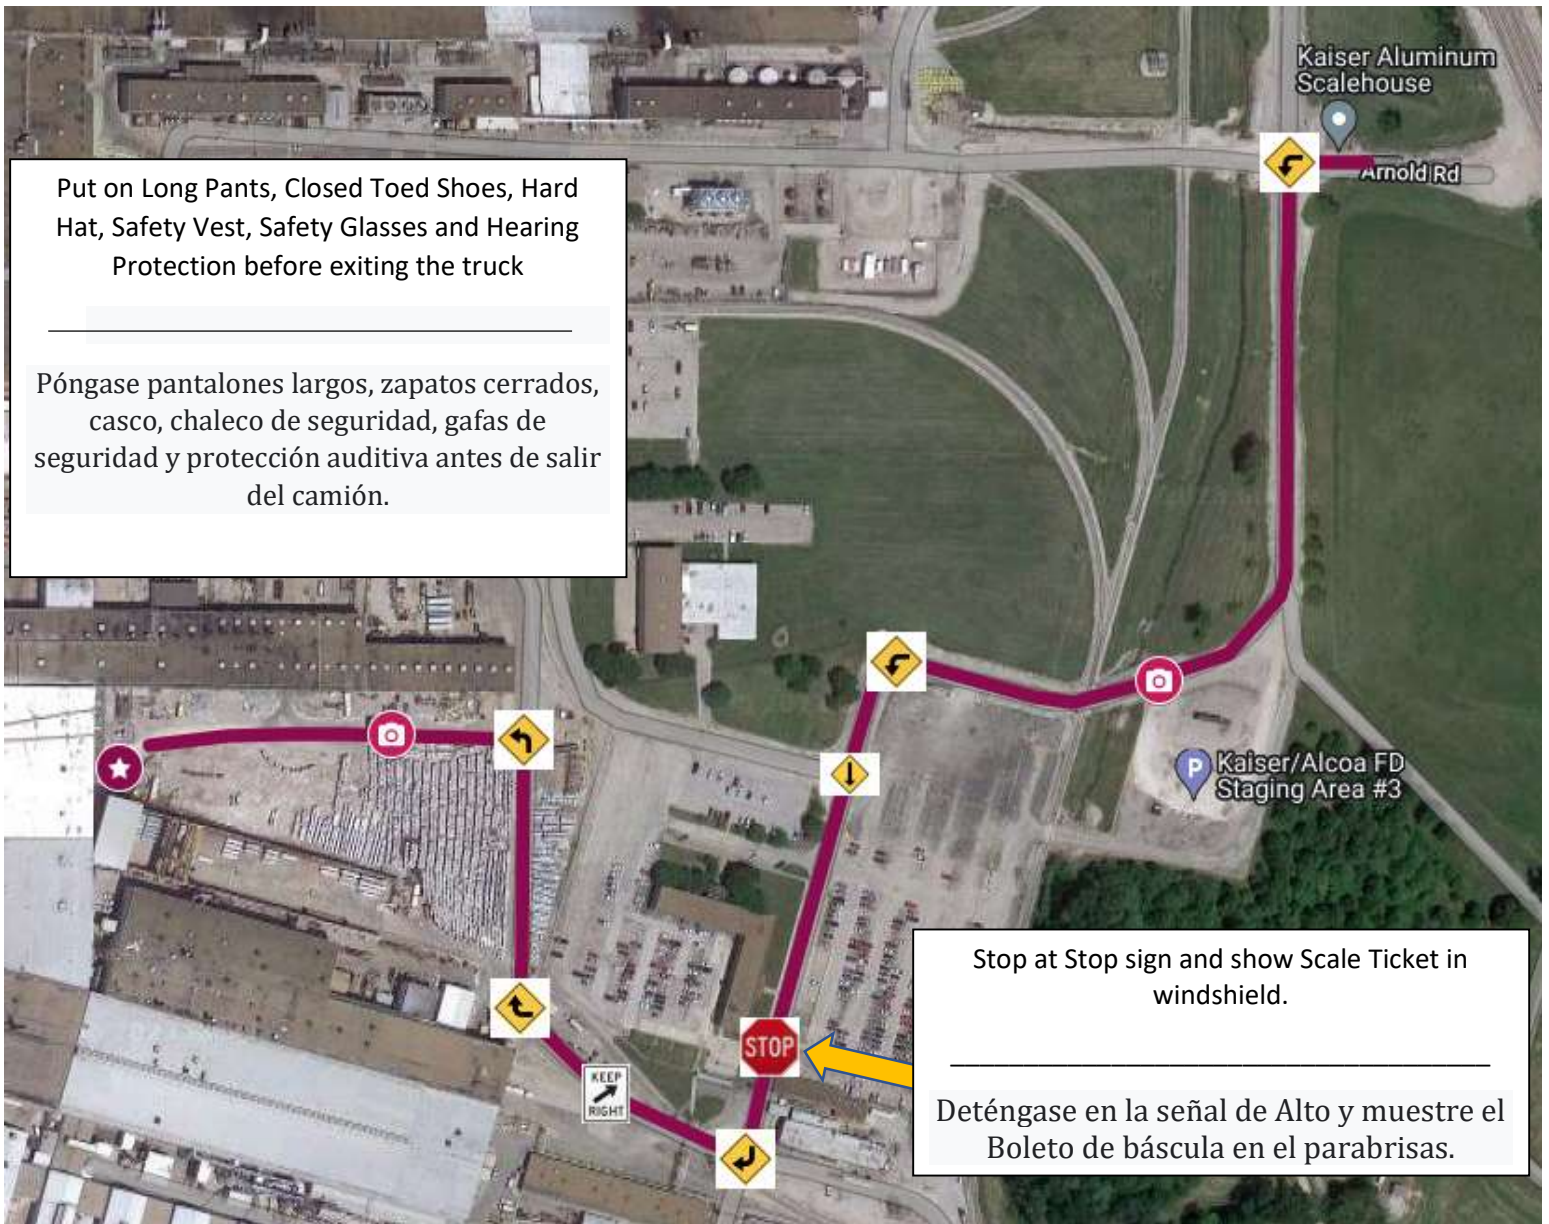 Kaiser Aluminum
Scalehouse
Arnold Rd
Put on Long Pants, Closed Toed Shoes, Hard
Hat, Safety Vest, Safety Glasses and Hearing
Protection before exiting the truck
Póngase pantalones largos, zapatos cerrados,
casco, chaleco de seguridad, gafas de
seguridad y protección auditiva antes de salir
del camión.
P
Kaiser/Alcoa FD
Staging Area #3
STOP
KEEP
RIGHT
Stop at Stop sign and show Scale Ticket in
windshield.
Deténgase en la señal de Alto y muestre el
Boleto de báscula en el parabrisas.